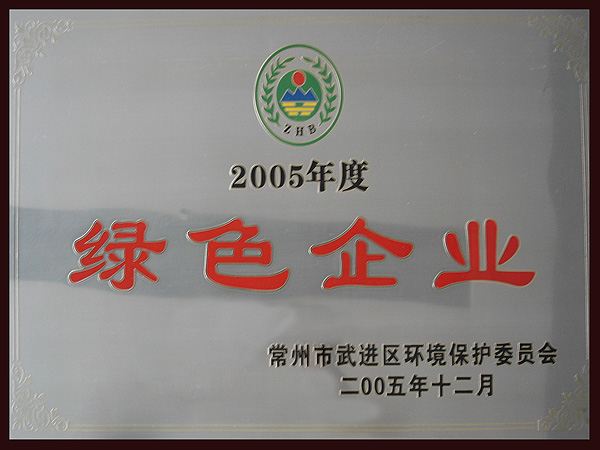 ZHB
2005年度
绿色企业
常州市武进区环境保护委员会
二00五年十二月